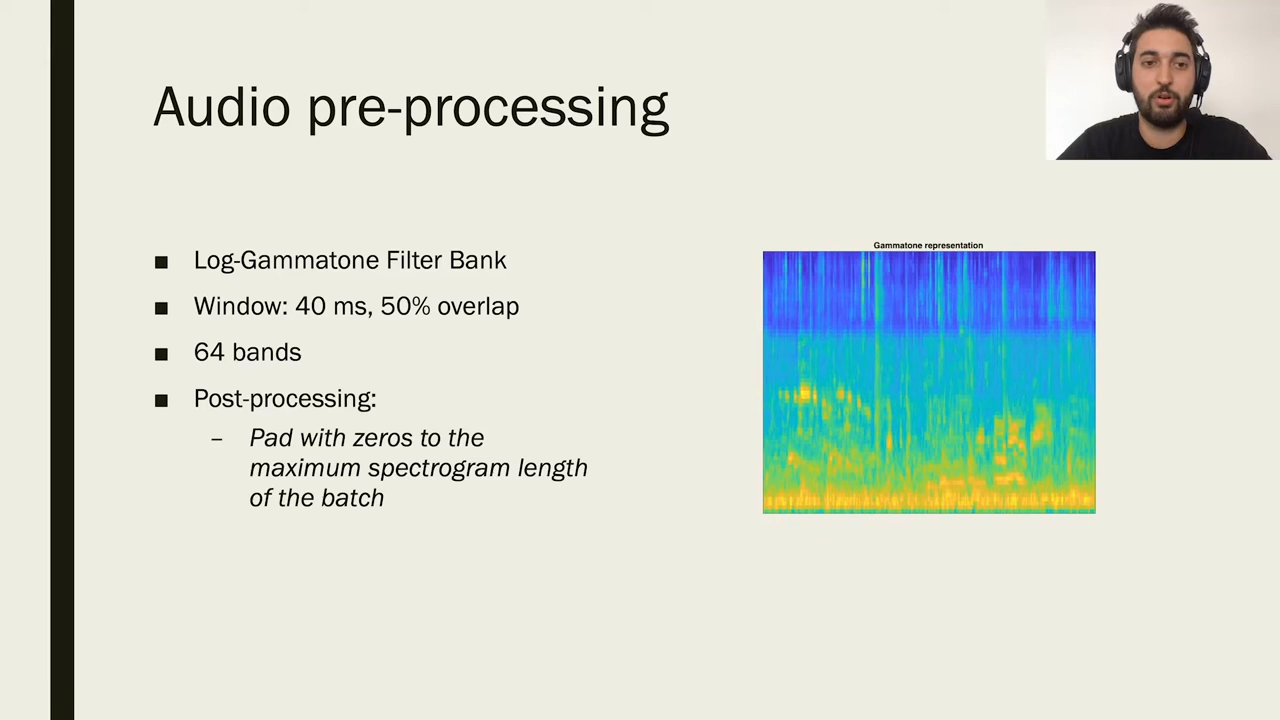 Audio pre-processing
■ Log-Gammatone Filter Bank
■ Window: 40 ms, 50% overlap
■ 64 bands
■ Post-processing:
– Pad with zeros to the
maximum spectrogram length
of the batch
Gammatone representation